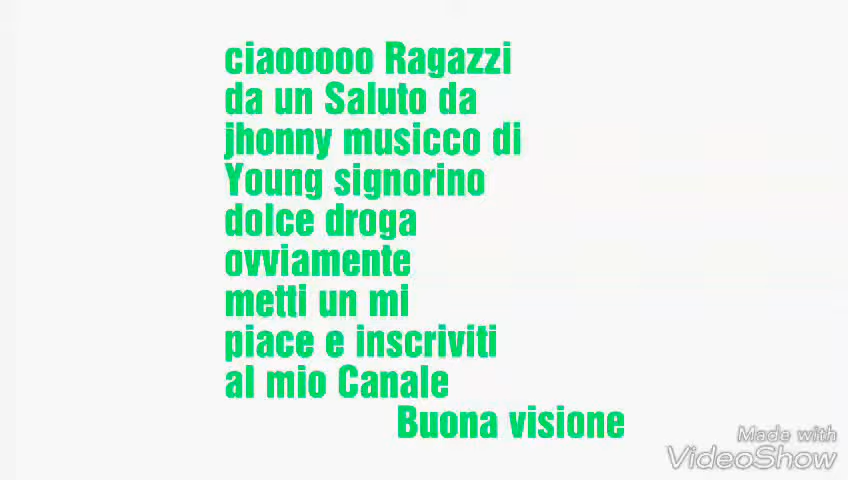 ciaooooo Ragazzi
da un Saluto da
jhonny musicco di
Young signorino
dolce droga
ovviamente
metti un mi
piace e inscriviti
al mio Canale
Buona visione
Made with
VideoShow